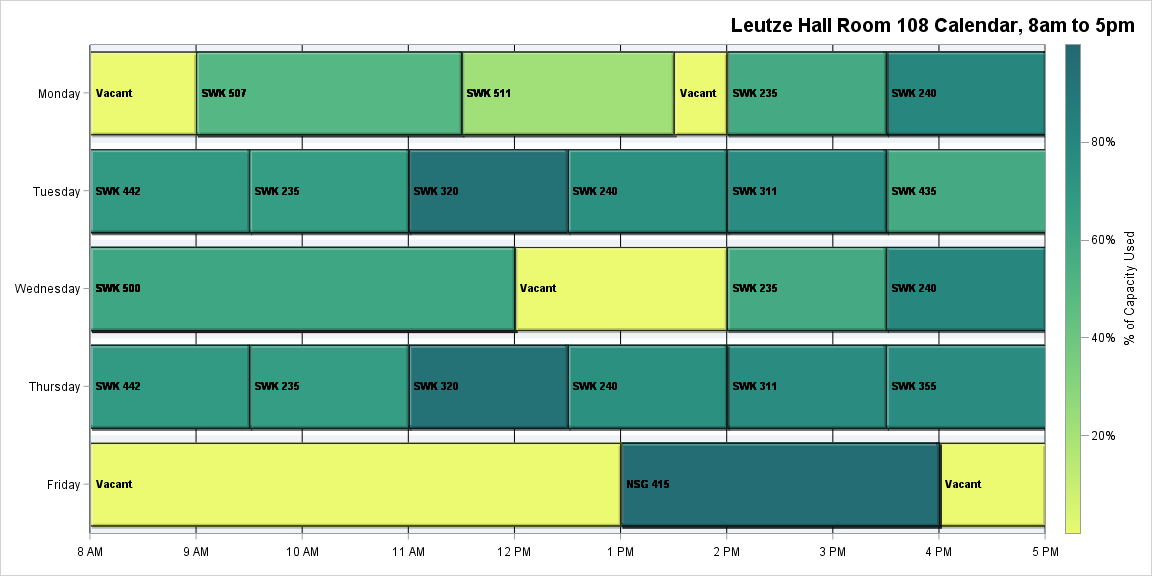 Leutze Hall Room 108 Calendar, 8am to 5pm
Monday
Vacant
SWK 507
SWK 511
Vacant
SWK 235
SWK 240
Tuesday
SWK 442
SWK 235
SWK 320
SWK 240
SWK 311
SWK 435
Wednesday
SWK 500
Vacant
SWK 235
SWK 240
Thursday
SWK 442
SWK 235
SWK 320
SWK 240
SWK 311
SWK 355
Friday
Vacant
NSG 415
Vacant
8 AM
9 AM
10 AM
11 AM
12 PM
1 PM
2 PM
3 PM
4 PM
5 PM
80%
60%
40%
20%
% of Capacity Used